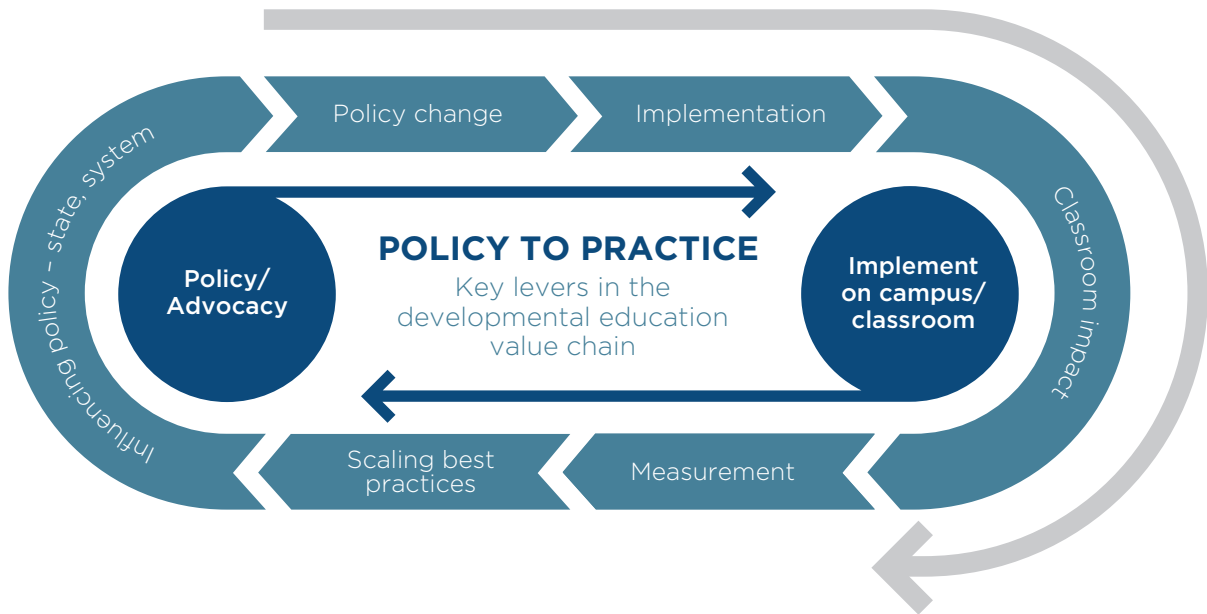 Policy change
Implementation
Influencing policy – state, system
Policy/
Advocacy
POLICY TO PRACTICE
Key levers in the
developmental education
value chain
Implement
on campus/
classroom
Classroom impact
Scaling best
practices
Measurement